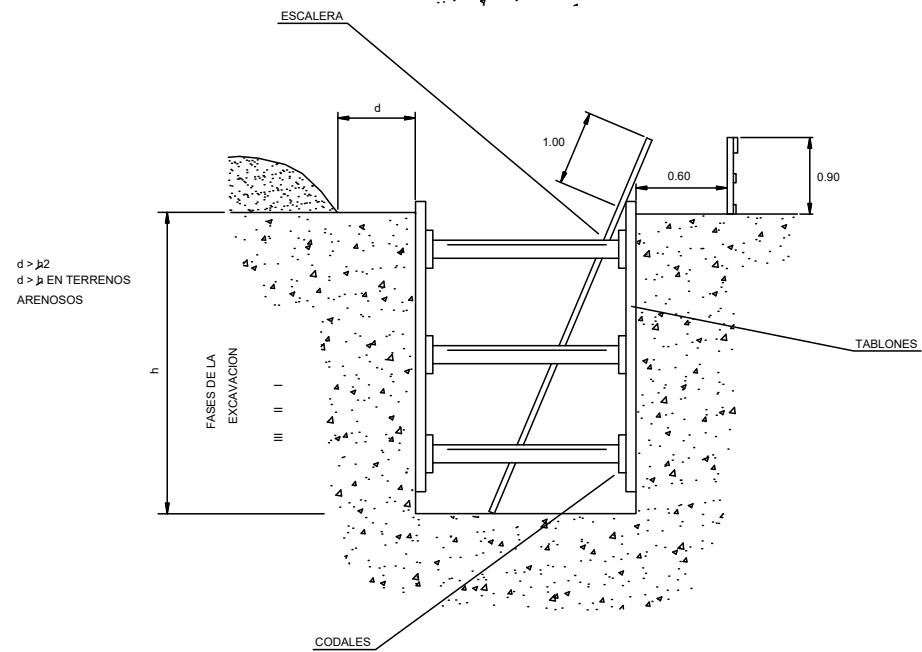 ESCALERA
d
1.00
0.60
0.90
d > h2
d > h EN TERRENOS
ARENOSOS
h
FASES DE LA
EXCAVACION
I
II
III
TABLONES
CODALES